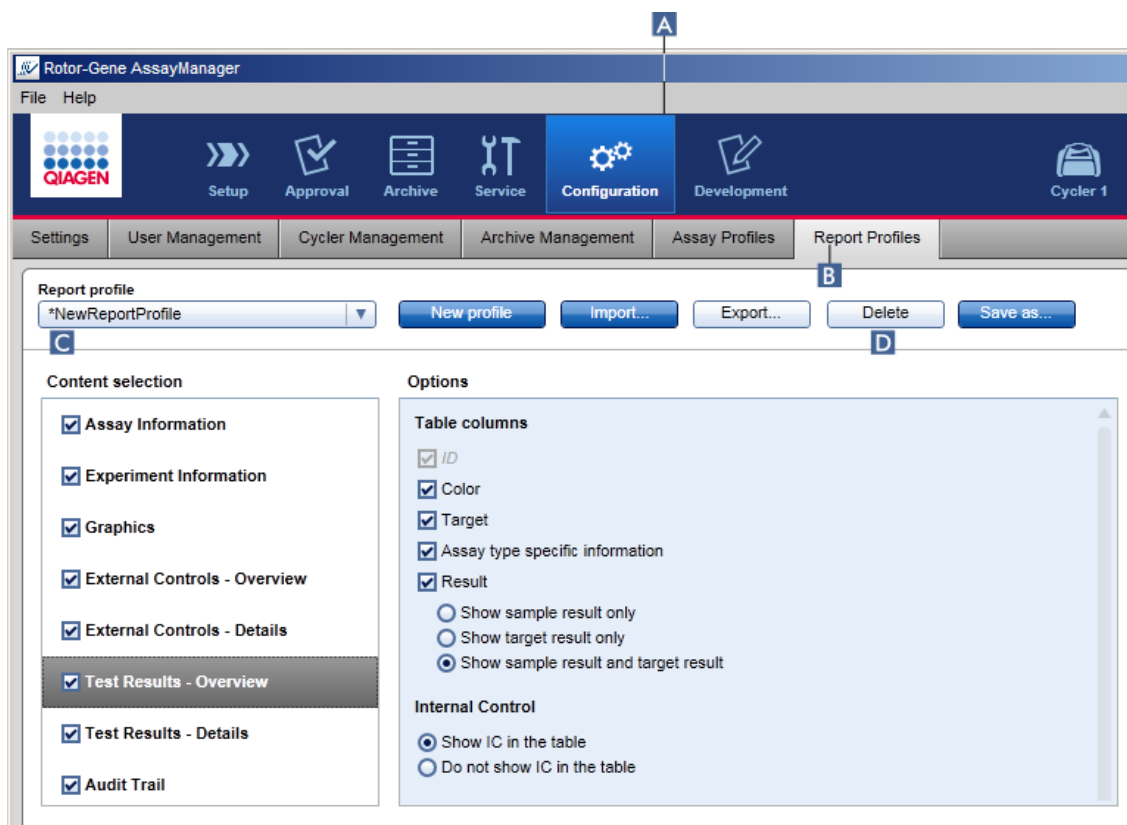 A
Rotor-Gene AssayManager
File Help
QIAGEN
Setup Approval Archive Service Configuration Development Cycler 1
Settings User Management Cycler Management Archive Management Assay Profiles Report Profiles
B
Report profile
*NewReportProfile New profile Import... Export... Delete Save as...
C D
Content selection
Assay Information
Experiment Information
Graphics
External Controls - Overview
External Controls - Details
Test Results - Overview
Test Results - Details
Audit Trail
Options
Table columns
ID
Color
Target
Assay type specific information
Result
Show sample result only
Show target result only
Show sample result and target result
Internal Control
Show IC in the table
Do not show IC in the table